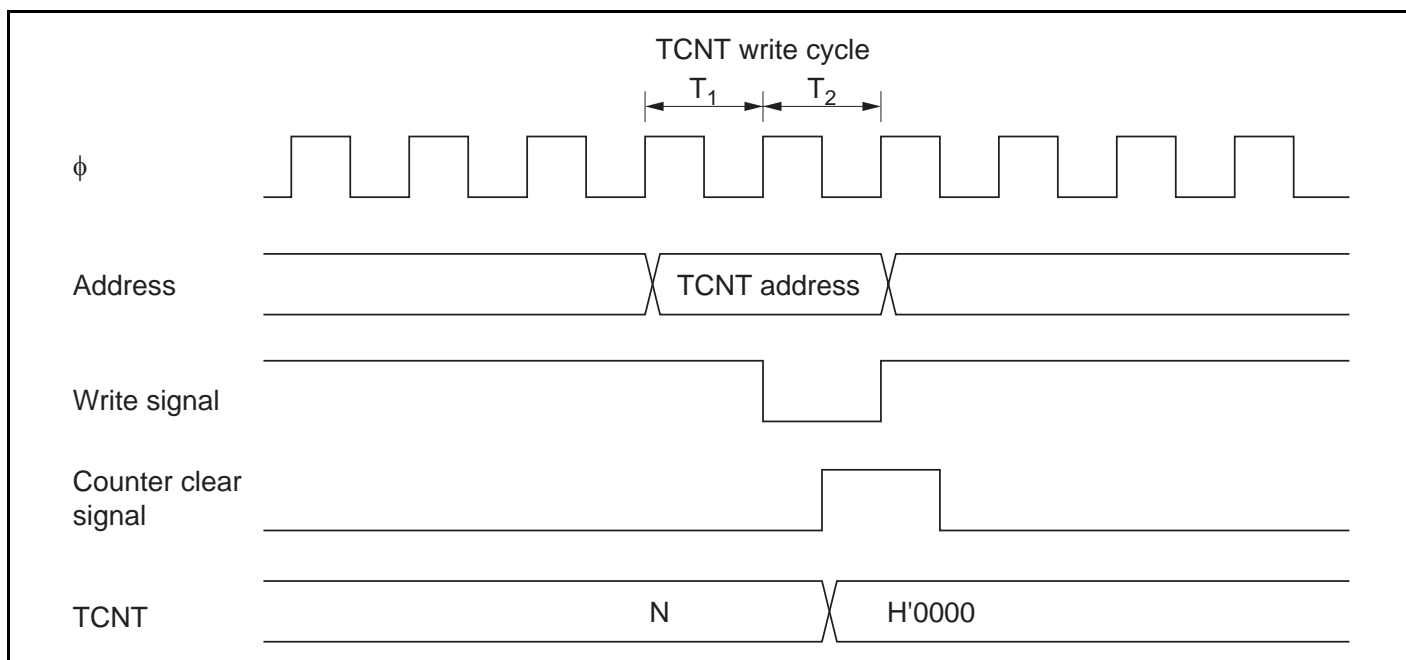 TCNT write cycle
T1 T2
ϕ
Address
TCNT address
Write signal
Counter clear
signal
TCNT
N
H'0000